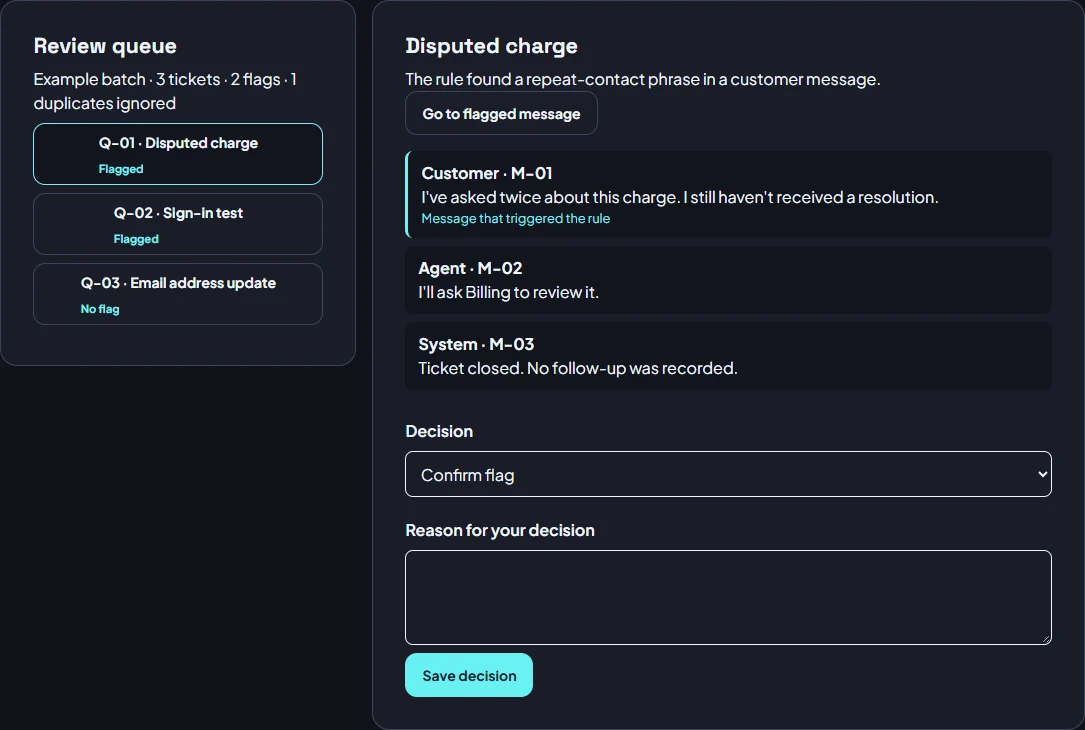 Review queue
Example batch · 3 tickets · 2 flags · 1
duplicates ignored
Q-01 · Disputed charge
Flagged
Q-02 · Sign-in test
Flagged
Q-03 · Email address update
No flag
Disputed charge
The rule found a repeat-contact phrase in a customer message.
Go to flagged message
Customer · M-01
I've asked twice about this charge. I still haven't received a resolution.
Message that triggered the rule
Agent · M-02
I'll ask Billing to review it.
System · M-03
Ticket closed. No follow-up was recorded.
Decision
Confirm flag
Reason for your decision
Save decision